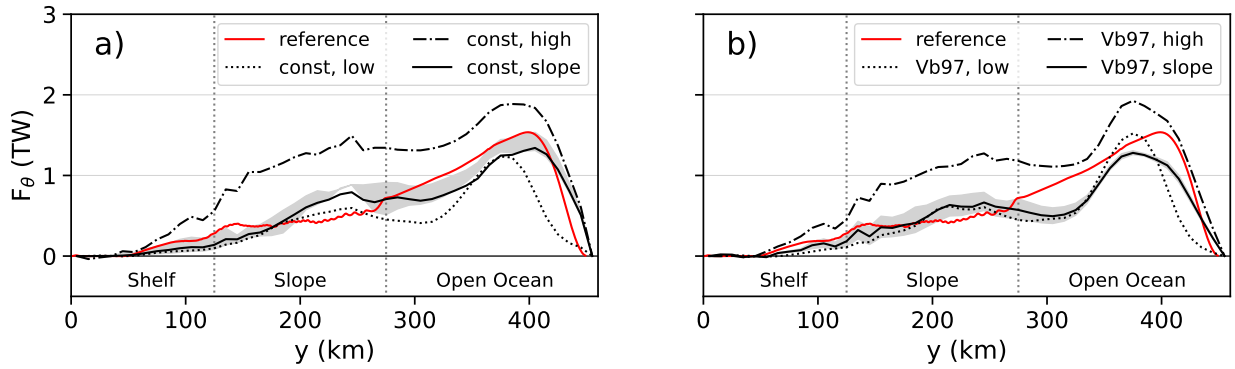 a)
reference
const, low
const, high
const, slope
3
2
1
0
F_θ (TW)
Shelf
Slope
Open Ocean
0
100
200
300
400
y (km)
b)
reference
Vb97, low
Vb97, high
Vb97, slope
Shelf
Slope
Open Ocean
0
100
200
300
400
y (km)